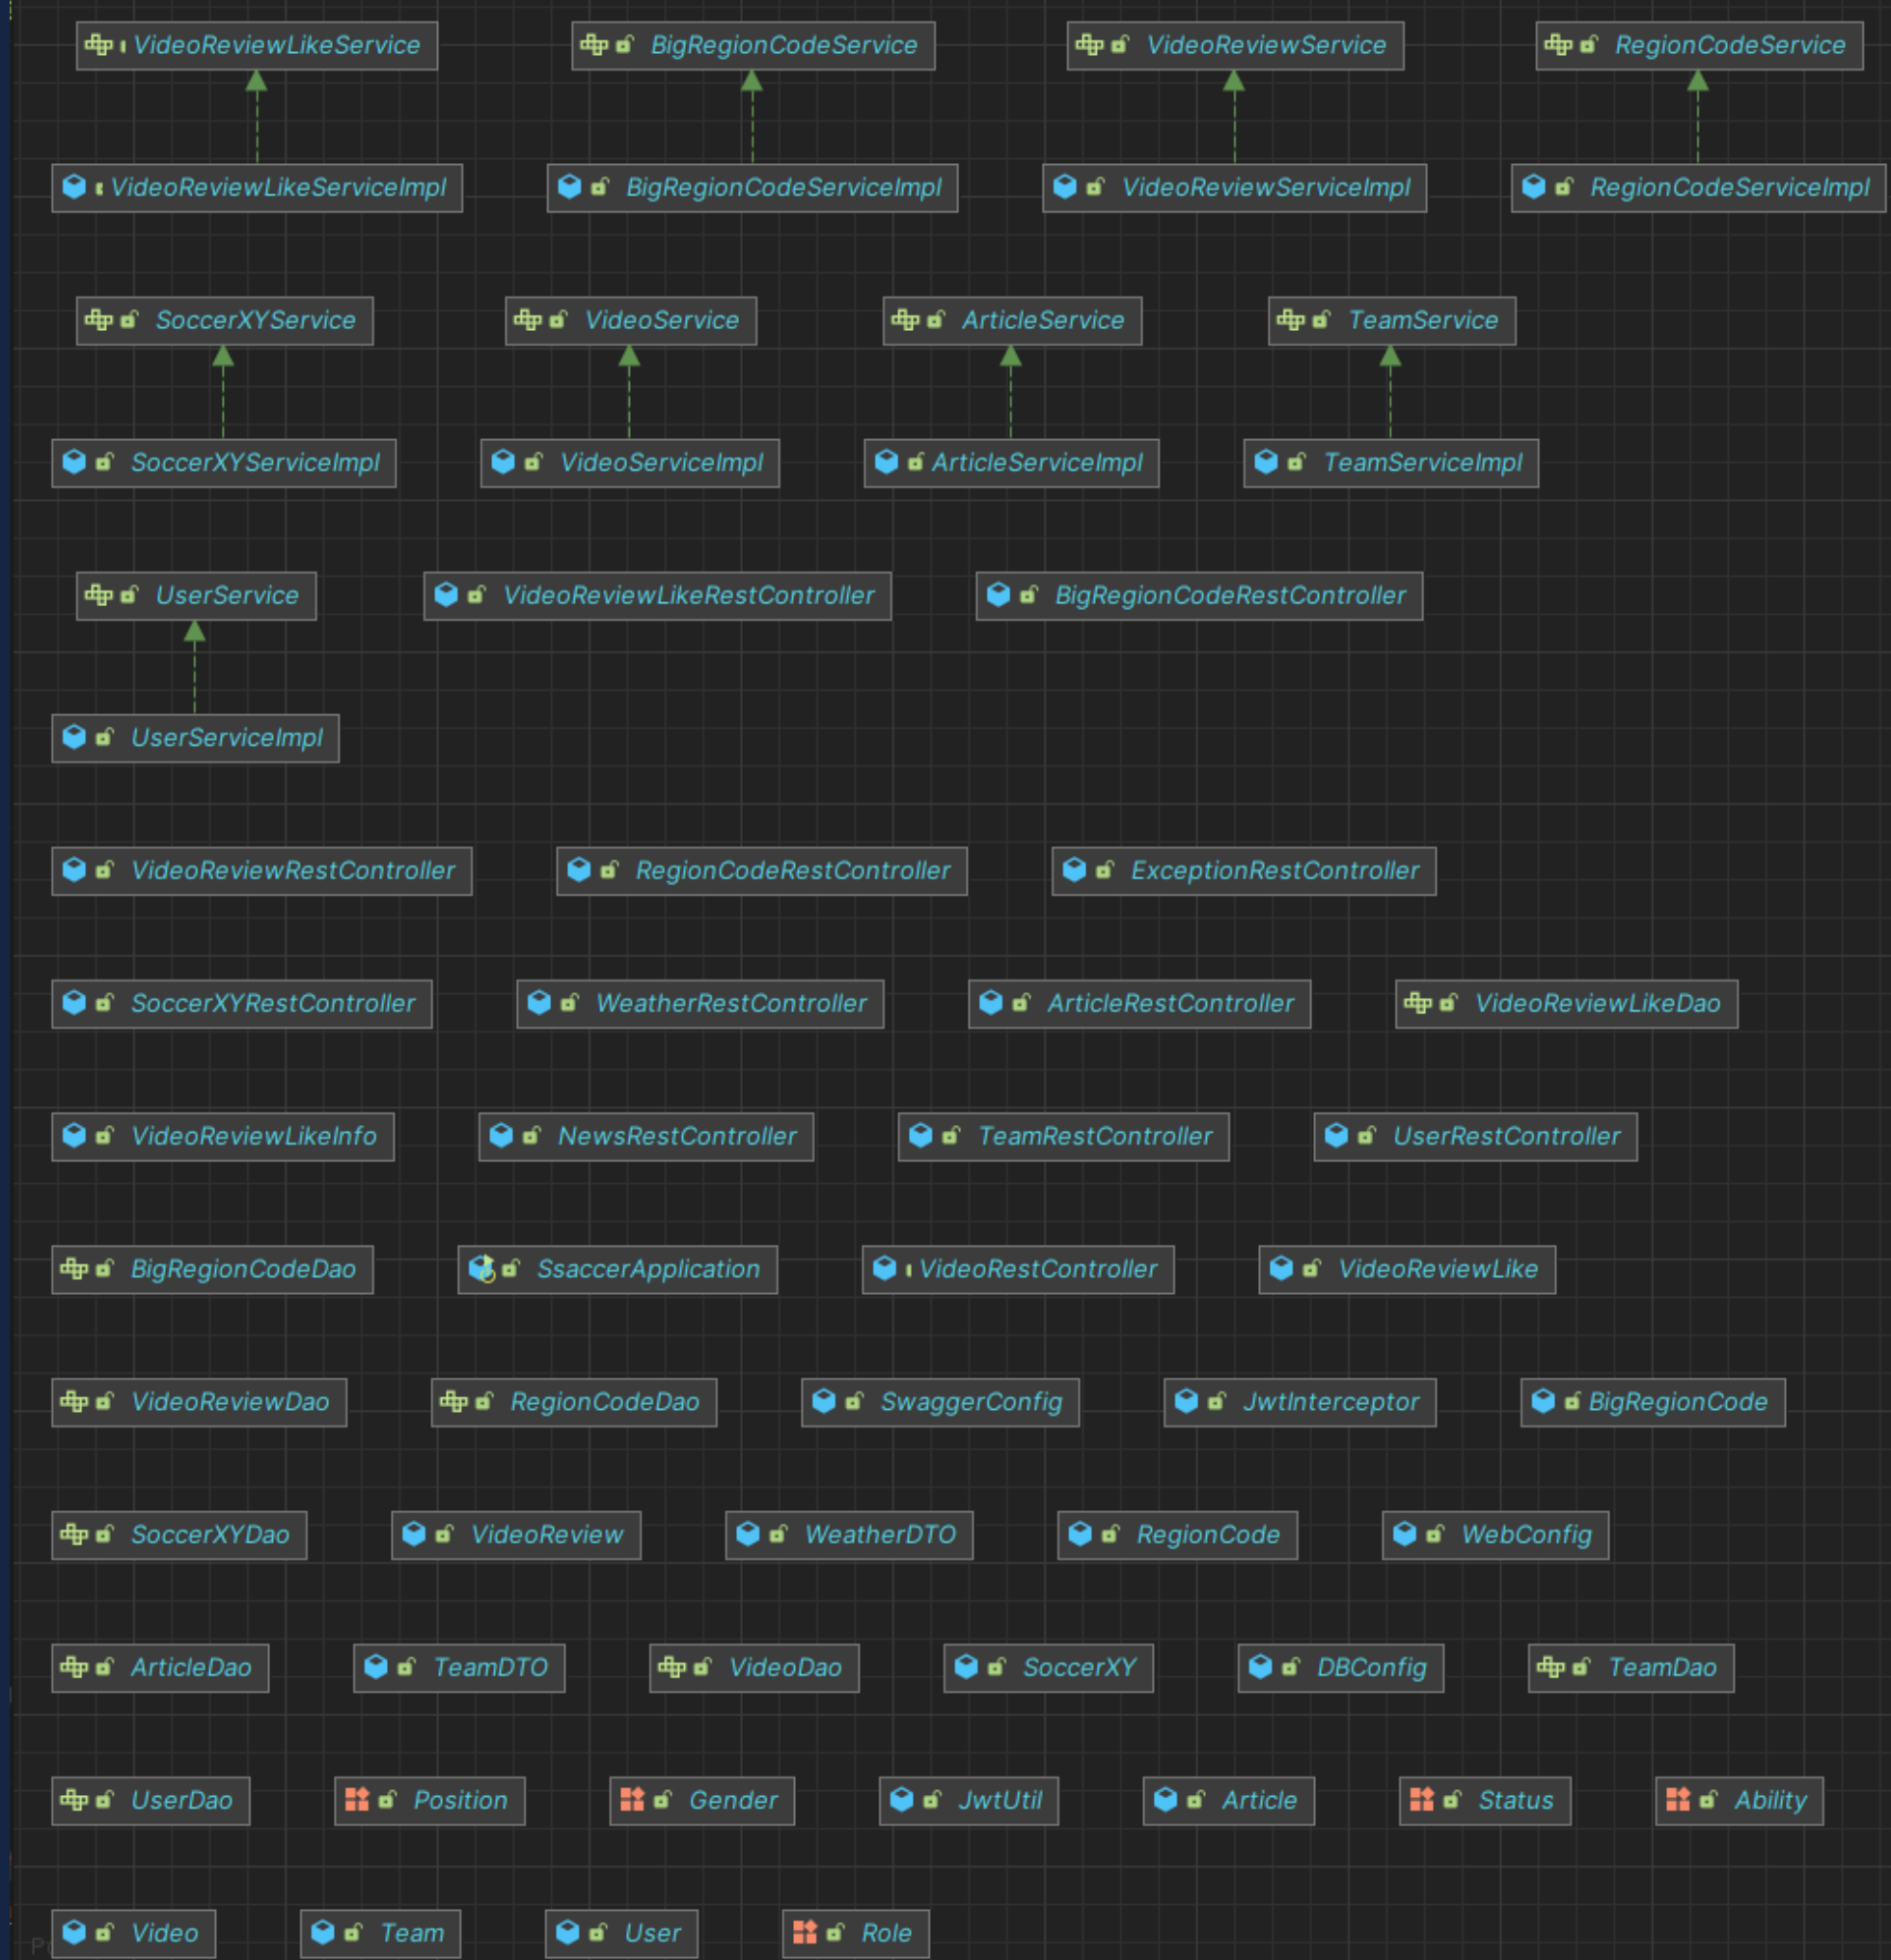 VideoReviewLikeService BigRegionCodeService VideoReviewService RegionCodeService
VideoReviewLikeServiceImpl BigRegionCodeServiceImpl VideoReviewServiceImpl RegionCodeServiceImpl
SoccerXYService VideoService ArticleService TeamService
SoccerXYServiceImpl VideoServiceImpl ArticleServiceImpl TeamServiceImpl
UserService VideoReviewLikeRestController BigRegionCodeRestController
UserServiceImpl
VideoReviewRestController RegionCodeRestController ExceptionRestController
SoccerXYRestController WeatherRestController ArticleRestController VideoReviewLikeDao
VideoReviewLikeInfo NewsRestController TeamRestController UserRestController
BigRegionCodeDao SsaccerApplication VideoRestController VideoReviewLike
VideoReviewDao RegionCodeDao SwaggerConfig JwtInterceptor BigRegionCode
SoccerXYDao VideoReview WeatherDTO RegionCode WebConfig
ArticleDao TeamDTO VideoDao SoccerXY DBConfig TeamDao
UserDao Position Gender JwtUtil Article Status Ability
Video Team User Role